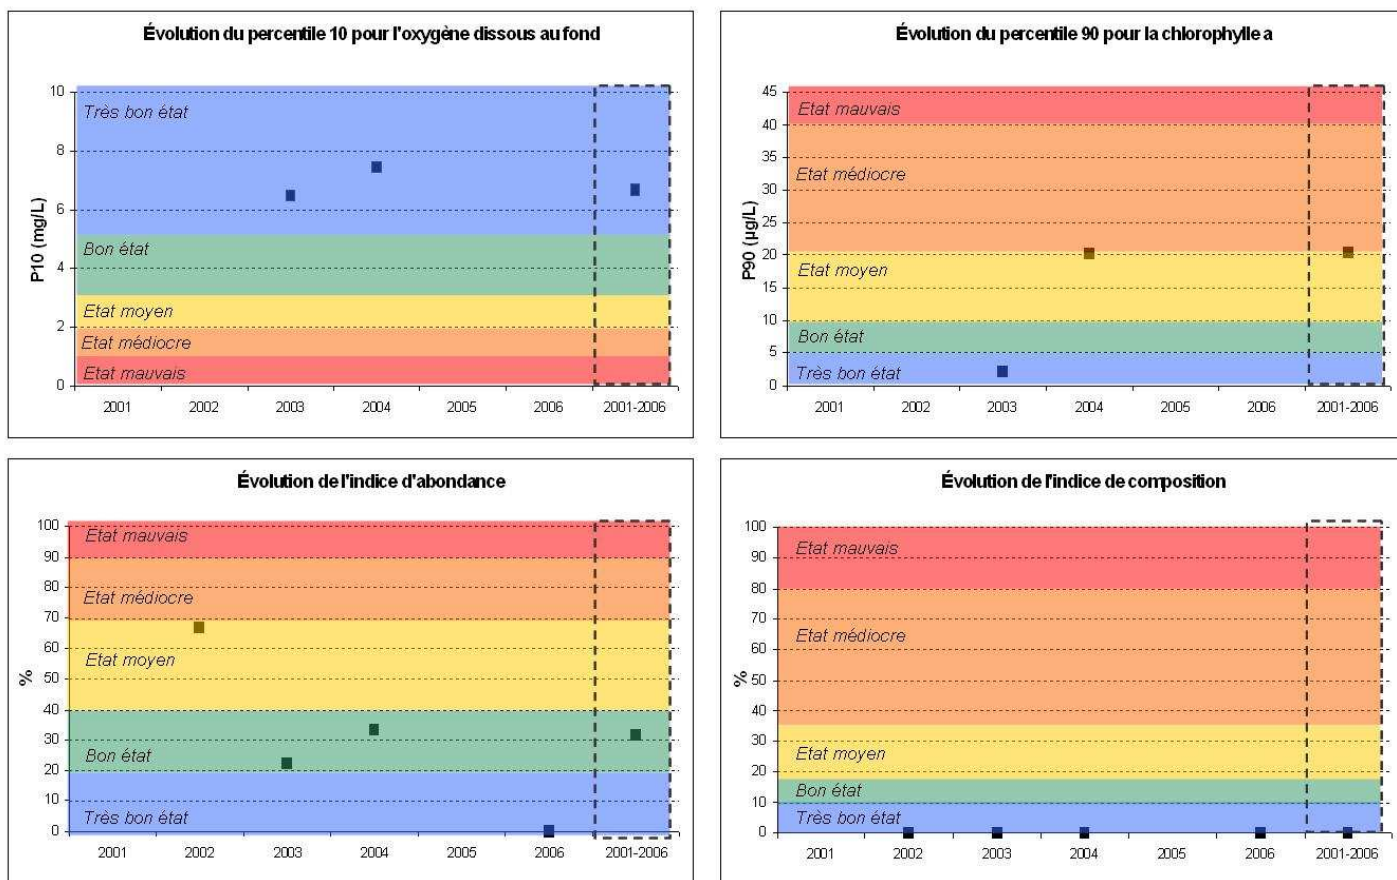 Évolution du percentile 10 pour l'oxygène dissous au fond
P10 (mg/L)
10
8
6
4
2
0
Très bon état
Bon état
Etat moyen
Etat médiocre
Etat mauvais
2001 2002 2003 2004 2005 2006 2001-2006
Évolution du percentile 90 pour la chlorophylle a
P90 (µg/L)
45
40
35
30
25
20
15
10
5
0
Etat mauvais
Etat médiocre
Etat moyen
Bon état
Très bon état
2001 2002 2003 2004 2005 2006 2001-2006
Évolution de l'indice d'abondance
%
100
90
80
70
60
50
40
30
20
10
0
Etat mauvais
Etat médiocre
Etat moyen
Bon état
Très bon état
2001 2002 2003 2004 2005 2006 2001-2006
Évolution de l'indice de composition
%
100
90
80
70
60
50
40
30
20
10
0
Etat mauvais
Etat médiocre
Etat moyen
Bon état
Très bon état
2001 2002 2003 2004 2005 2006 2001-2006